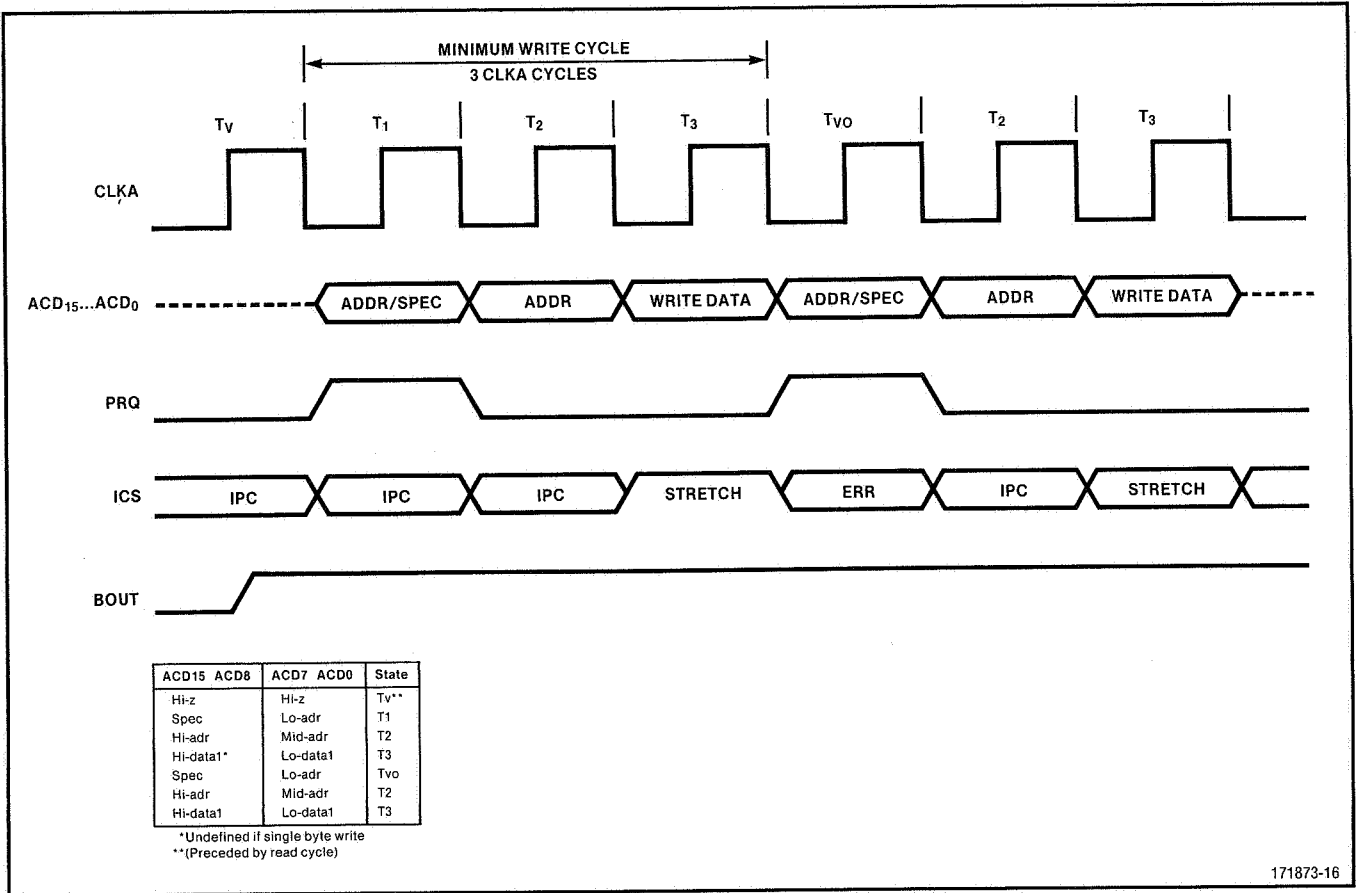 MINIMUM WRITE CYCLE
3 CLKA CYCLES
TV T1 T2 T3 TVO T2 T3
CLKA
ACD15...ACD0 ADDR/SPEC ADDR WRITE DATA ADDR/SPEC ADDR WRITE DATA
PRQ
ICS IPC IPC IPC STRETCH ERR IPC STRETCH
BOUT
ACD15 ACD8 ACD7 ACD0 State
Hi-z Hi-z Tv**
Spec Lo-adr T1
Hi-adr Mid-adr T2
Hi-data1* Lo-data1 T3
Spec Lo-adr Tvo
Hi-adr Mid-adr T2
Hi-data1 Lo-data1 T3
*Undefined if single byte write
**(Preceded by read cycle)
171873-16